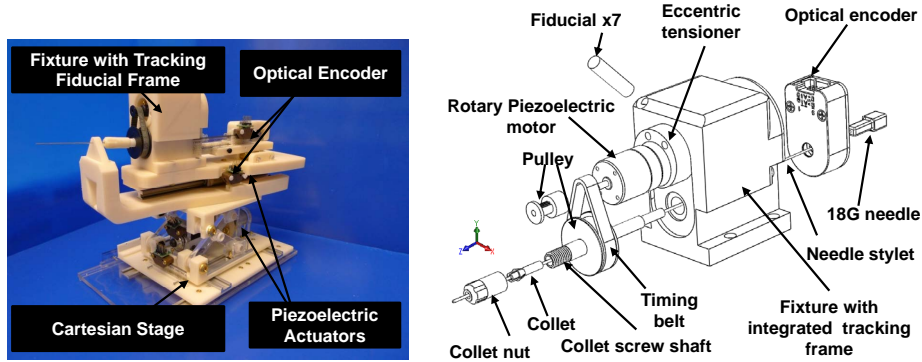 Fixture with Tracking
Fiducial Frame
Optical Encoder
Cartesian Stage
Piezoelectric
Actuators
Fiducial x7
Eccentric
tensioner
Optical encoder
Rotary Piezoelectric
motor
Pulley
18G needle
Needle stylet
Timing
belt
Fixture with
integrated tracking
frame
Collet nut
Collet
Collet screw shaft
Y
Z
X